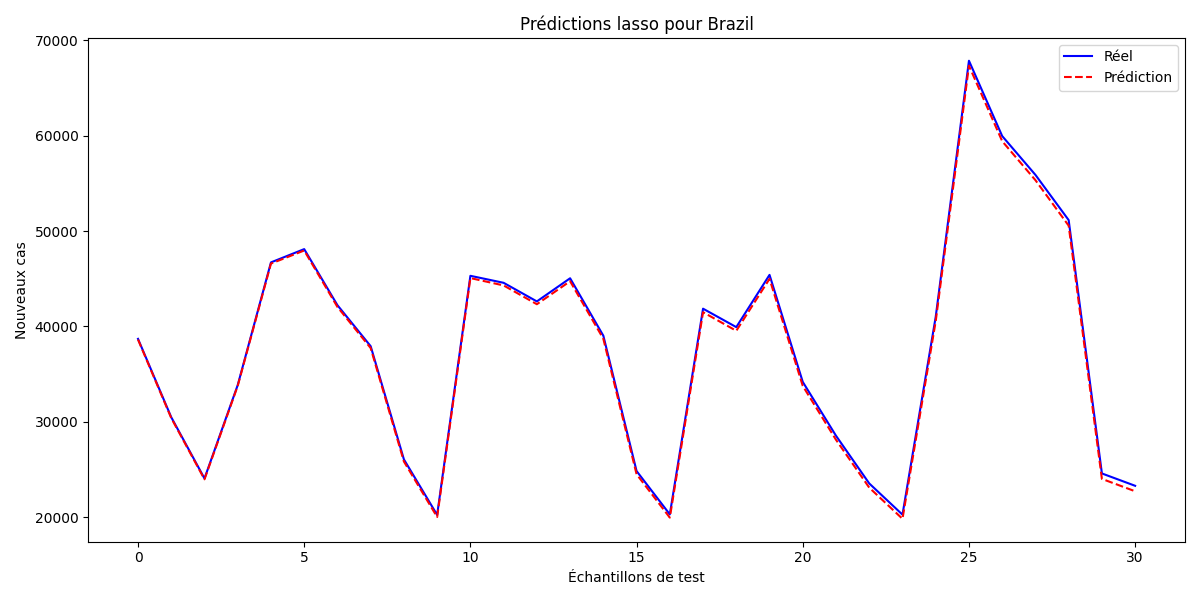 Prédictions lasso pour Brazil
Réel
Prédiction
Nouveaux cas
70000
60000
50000
40000
30000
20000
0 5 10 15 20 25 30
Échantillons de test